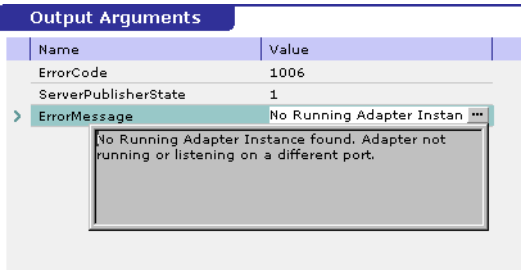 Output Arguments
Name Value
ErrorCode 1006
ServerPublisherState 1
ErrorMessage No Running Adapter Instan ...
No Running Adapter Instance found. Adapter not
running or listening on a different port.